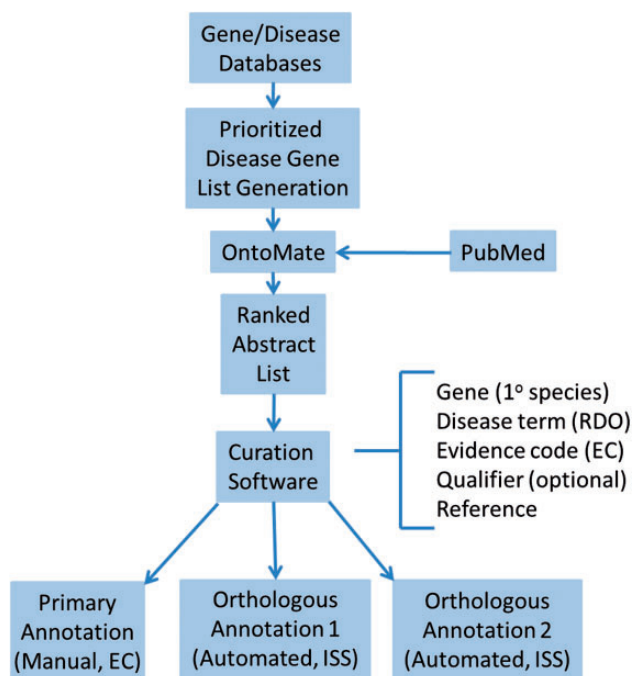 Gene/Disease
Databases
Prioritized
Disease Gene
List Generation
OntoMate
PubMed
Ranked
Abstract
List
Curation
Software
Gene (1º species)
Disease term (RDO)
Evidence code (EC)
Qualifier (optional)
Reference
Primary
Annotation
(Manual, EC)
Orthologous
Annotation 1
(Automated, ISS)
Orthologous
Annotation 2
(Automated, ISS)